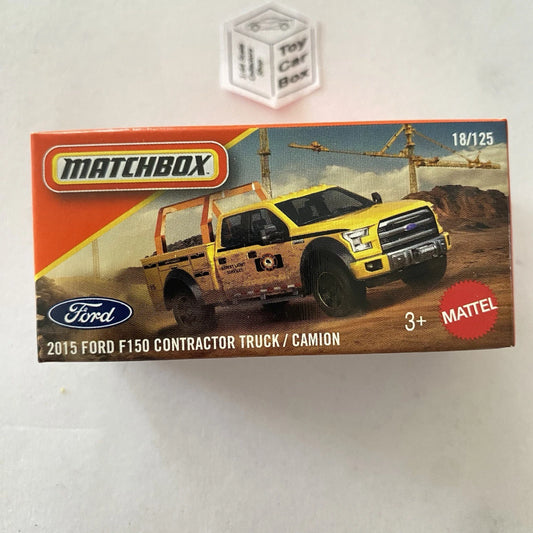 Toy
Car
Box
18/125
MATCHBOX
Ford
2015 FORD F150 CONTRACTOR TRUCK / CAMION
3+
MATTEL